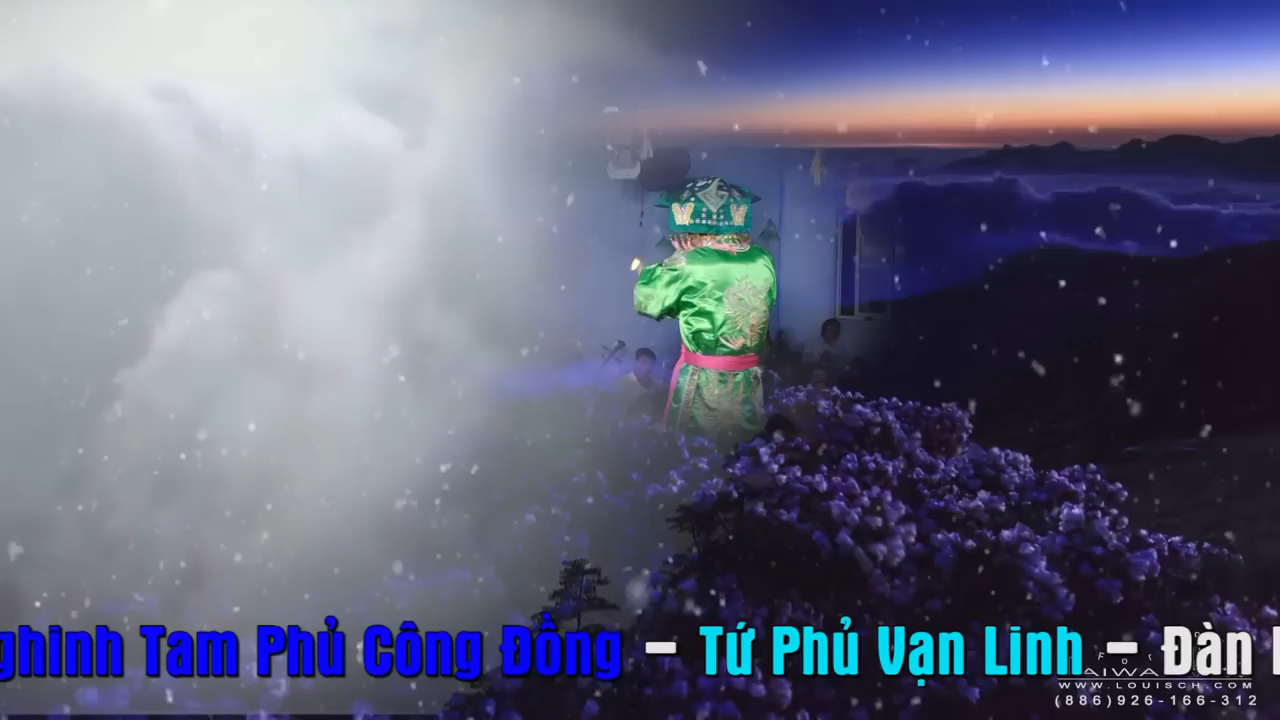 ghinh Tam Phủ Công Đồng – Tứ Phủ Vạn Linh – Đàn
WWW.LOUISCH.COM
(886)926-166-312